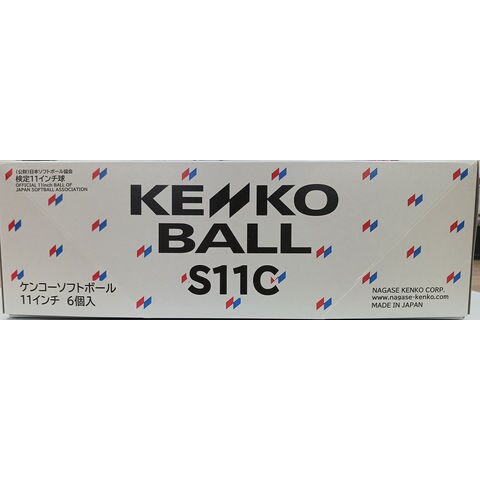 (公財)日本ソフトボール協会
検定11インチ球
OFFICIAL 11inch BALL OF
JAPAN SOFTBALL ASSOCIATION
KENKO
BALL
S11C
ケンコーソフトボール
11インチ 6個入
NAGASE KENKO CORP.
www.nagase-kenko.com
MADE IN JAPAN